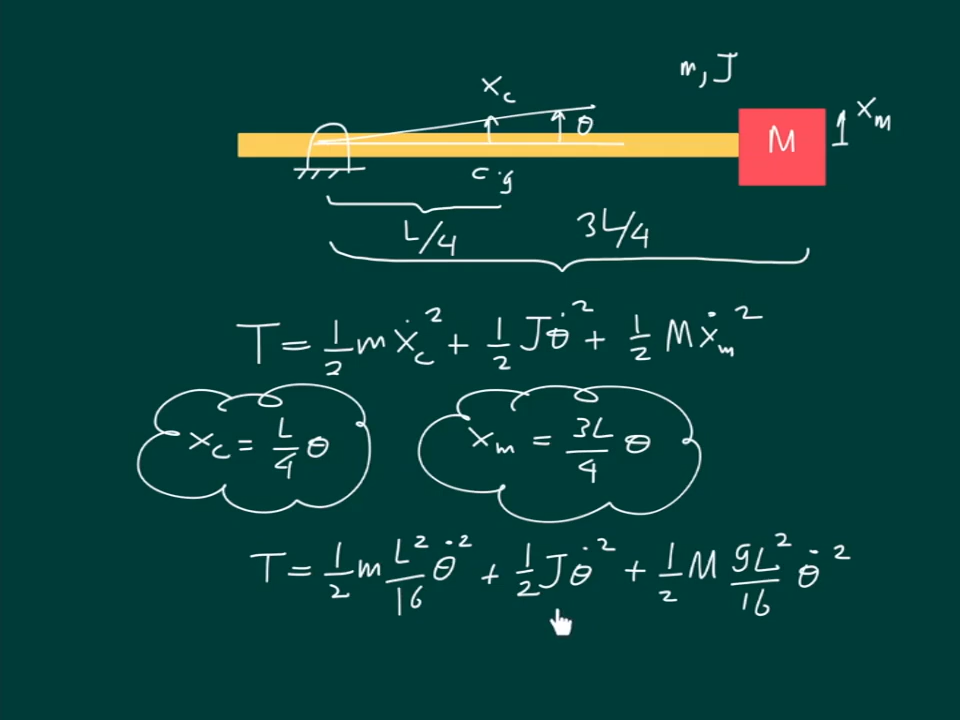 m, J
x_c
θ
M
x_m
c.g
L/4
3L/4
T = 1/2 m ẋ_c² + 1/2 J θ̇² + 1/2 M ẋ_m²
x_c = L/4 θ
x_m = 3L/4 θ
T = 1/2 m L²/16 θ̇² + 1/2 J θ̇² + 1/2 M 9L²/16 θ̇²